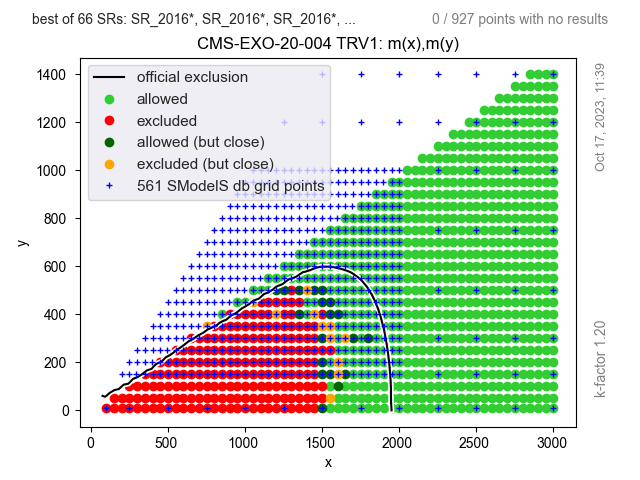 best of 66 SRs: SR_2016*, SR_2016*, SR_2016*, ...
0 / 927 points with no results
CMS-EXO-20-004 TRV1: m(x),m(y)
official exclusion
allowed
excluded
allowed (but close)
excluded (but close)
561 SModelS db grid points
1400
1200
1000
800
600
400
200
0
y
0
500
1000
1500
2000
2500
3000
x
Oct 17, 2023, 11:39
k-factor 1.20